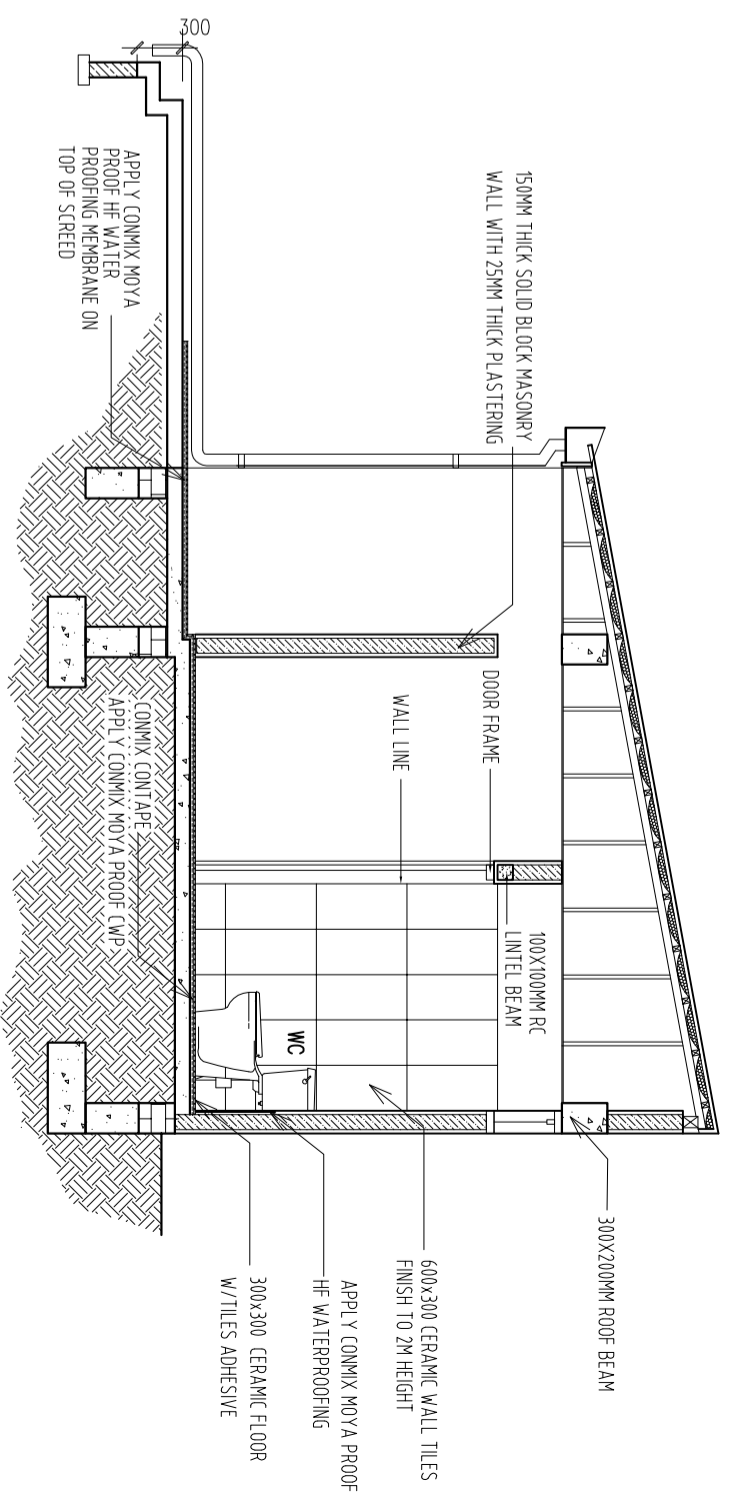 300X200MM ROOF BEAM
600x300 CERAMIC WALL TILES
FINISH TO 2M HEIGHT
APPLY CONMIX MOYA PROOF
HF WATERPROOFING
300x300 CERAMIC FLOOR
W/TILES ADHESIVE
100X100MM RC
LINTEL BEAM
WC
DOOR FRAME
WALL LINE
150MM THICK SOLID BLOCK MASONRY
WALL WITH 25MM THICK PLASTERING
CONMIX CONTAPE
APPLY CONMIX MOYA PROOF CWP
APPLY CONMIX MOYA
PROOF HF WATER
PROOFING MEMBRANE ON
TOP OF SCREED
300